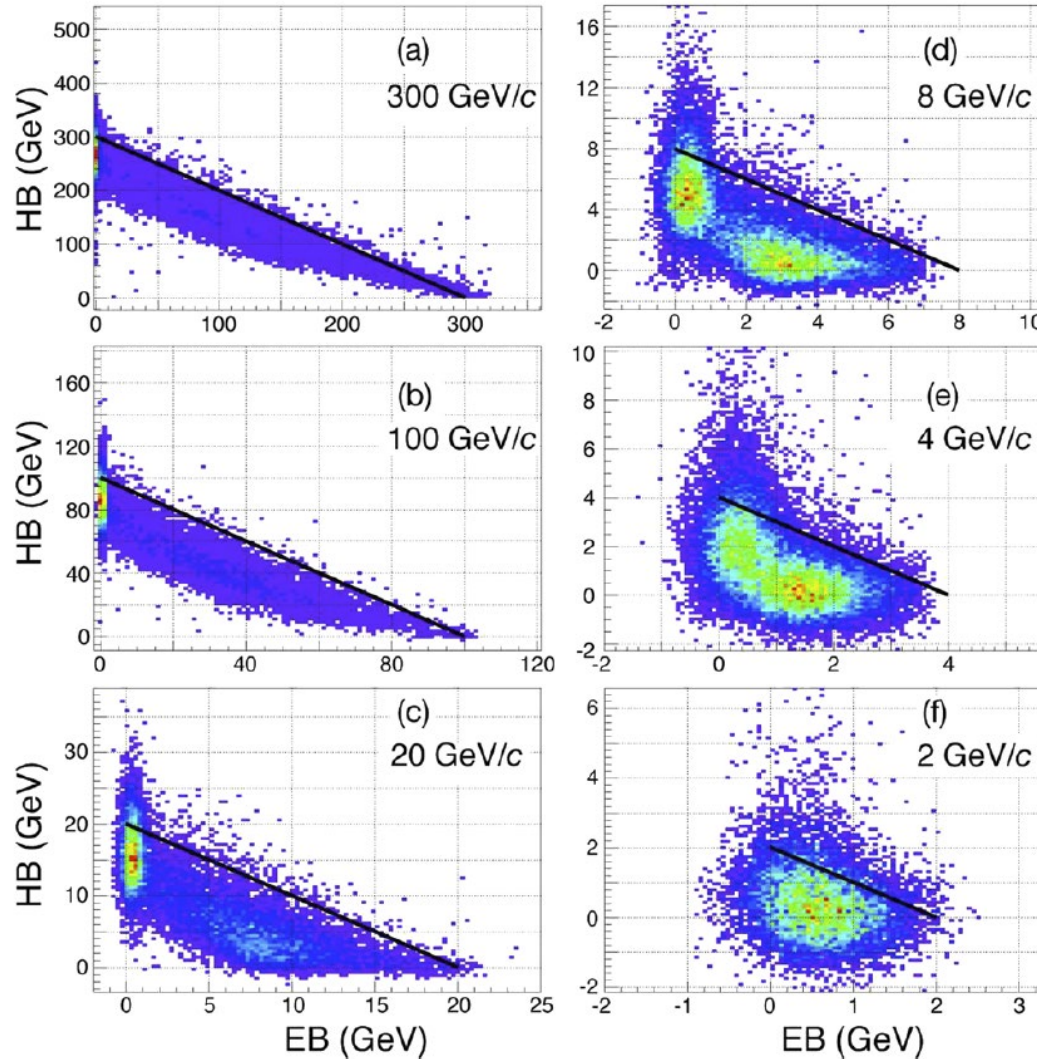 500
400
300
200
100
0
HB (GeV)
(a)
300 GeV/c
0 100 200 300
16
12
8
4
0
(d)
8 GeV/c
-2 0 2 4 6 8 10
160
120
80
40
0
HB (GeV)
(b)
100 GeV/c
0 40 80 120
10
8
6
4
2
0
-2
(e)
4 GeV/c
-2 0 2 4
30
20
10
0
HB (GeV)
(c)
20 GeV/c
0 5 10 15 20 25
EB (GeV)
6
4
2
0
-2
(f)
2 GeV/c
-1 0 1 2 3
EB (GeV)